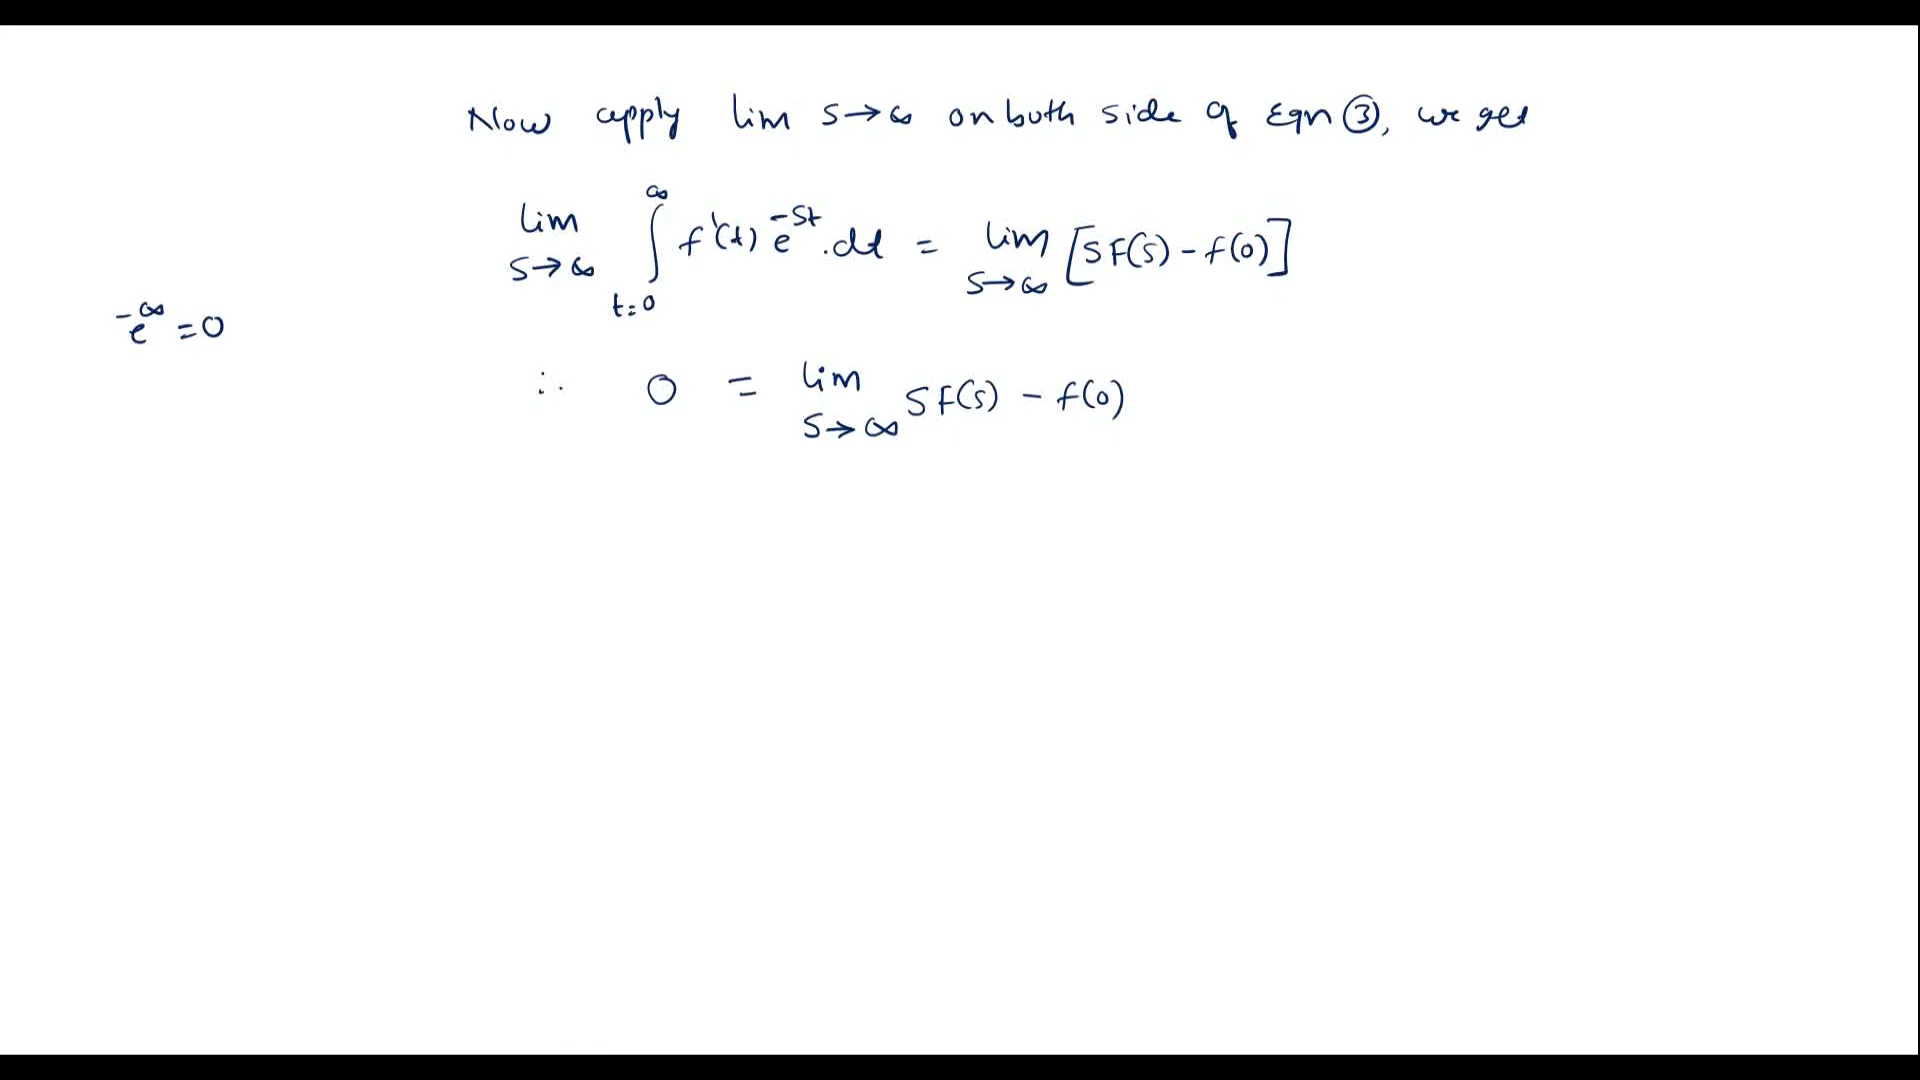 Now apply lim s→∞ on both side of Eqn ③, we get
lim s→∞ ∫_{t=0}^{∞} f'(t) e^{-st}.dt = lim s→∞ [SF(s) - f(0)]
e^{-∞} = 0
∴ 0 = lim s→∞ SF(s) - f(0)